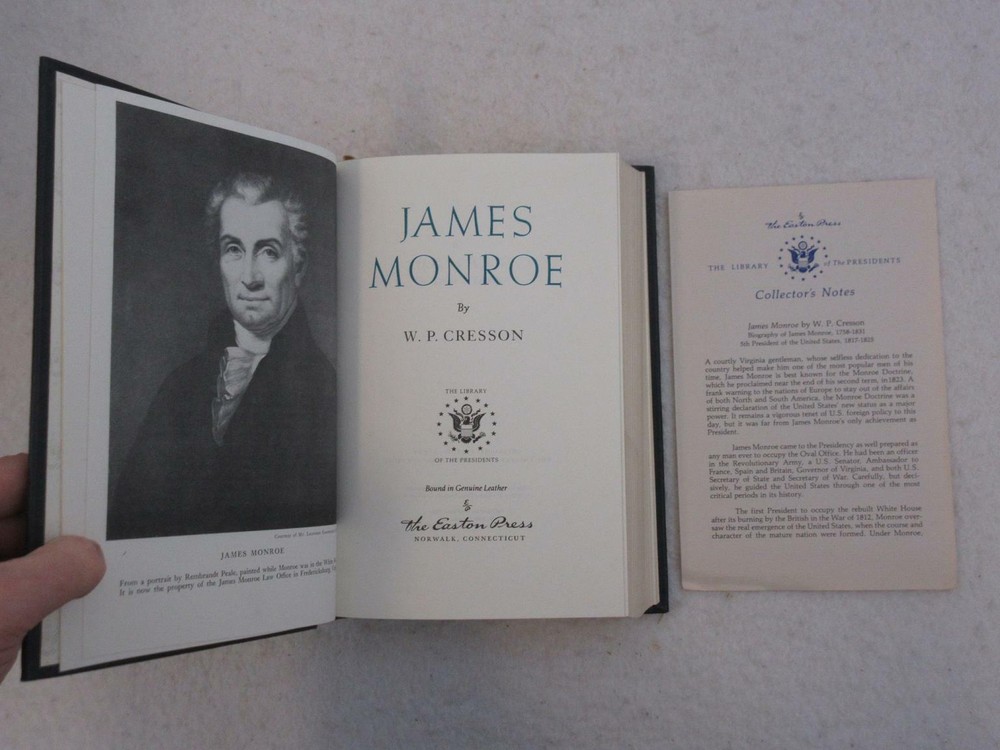 Courtesy of Mr. Laurence
JAMES MONROE
From a portrait by Rembrandt Peale, painted while Monroe was in the White
It is now the property of the James Monroe Law Office in Fredericksburg
JAMES
MONROE
By
W. P. CRESSON
THE LIBRARY
OF THE PRESIDENTS
Bound in Genuine Leather
The Easton Press
NORWALK, CONNECTICUT
The Easton Press
THE LIBRARY of The PRESIDENTS
Collector's Notes
James Monroe by W. P. Cresson
Biography of James Monroe, 1758-1831
5th President of the United States, 1817-1825
A courtly Virginia gentleman, whose selfless dedication to the
country helped make him one of the most popular men of his
time, James Monroe is best known for the Monroe Doctrine,
which he proclaimed near the end of his second term, in 1823. A
frank warning to the nations of Europe to stay out of the affairs
of both North and South America, the Monroe Doctrine was a
stirring declaration of the United States' new status as a major
power. It remains a vigorous tenet of U.S. foreign policy to this
day, but it was far from James Monroe's only achievement as
President.
James Monroe came to the Presidency as well prepared as
any man ever to occupy the Oval Office. He had been an officer
in the Revolutionary Army, a U.S. Senator, Ambassador to
France, Spain and Britain, Governor of Virginia, and both U.S.
Secretary of State and Secretary of War. Carefully, but deci-
sively, he guided the United States through one of the most
critical periods in its history.
The first President to occupy the rebuilt White House
after its burning by the British in the War of 1812, Monroe over-
saw the real emergence of the United States, when the course and
character of the mature nation were formed. Under Monroe,